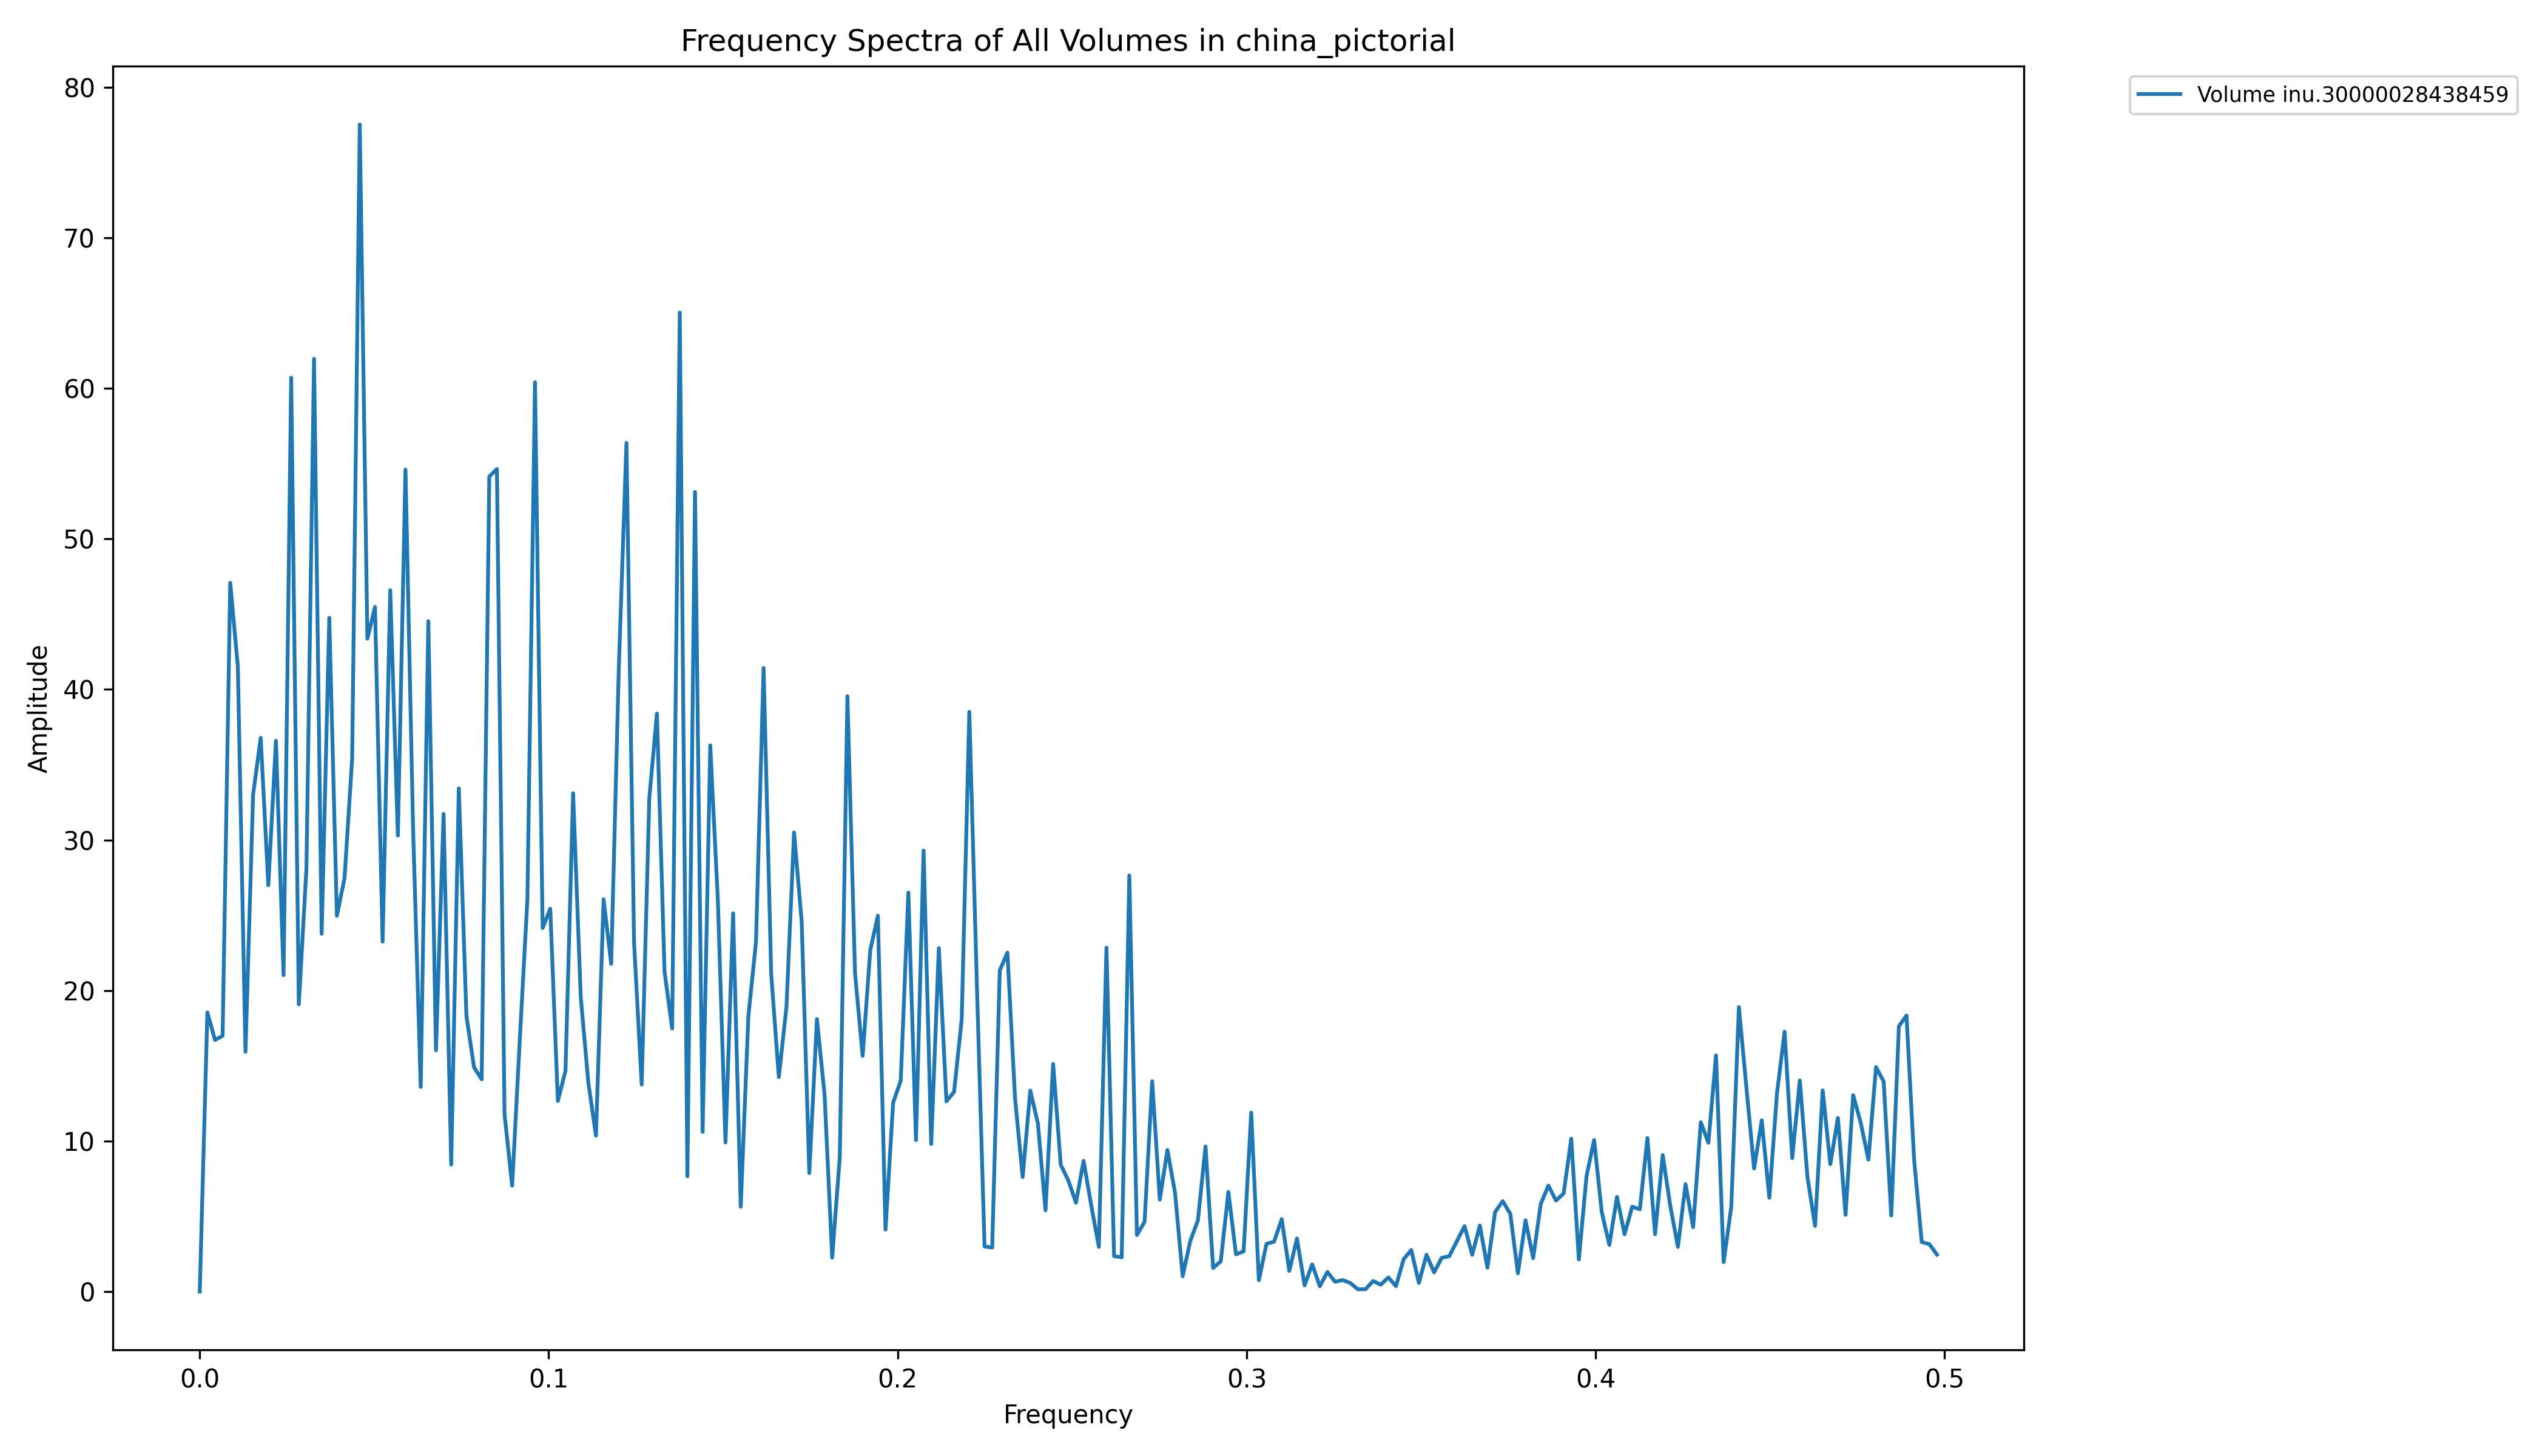 Frequency Spectra of All Volumes in china_pictorial
Volume inu.30000028438459
80
70
60
50
40
30
20
10
0
Amplitude
0.0 0.1 0.2 0.3 0.4 0.5
Frequency